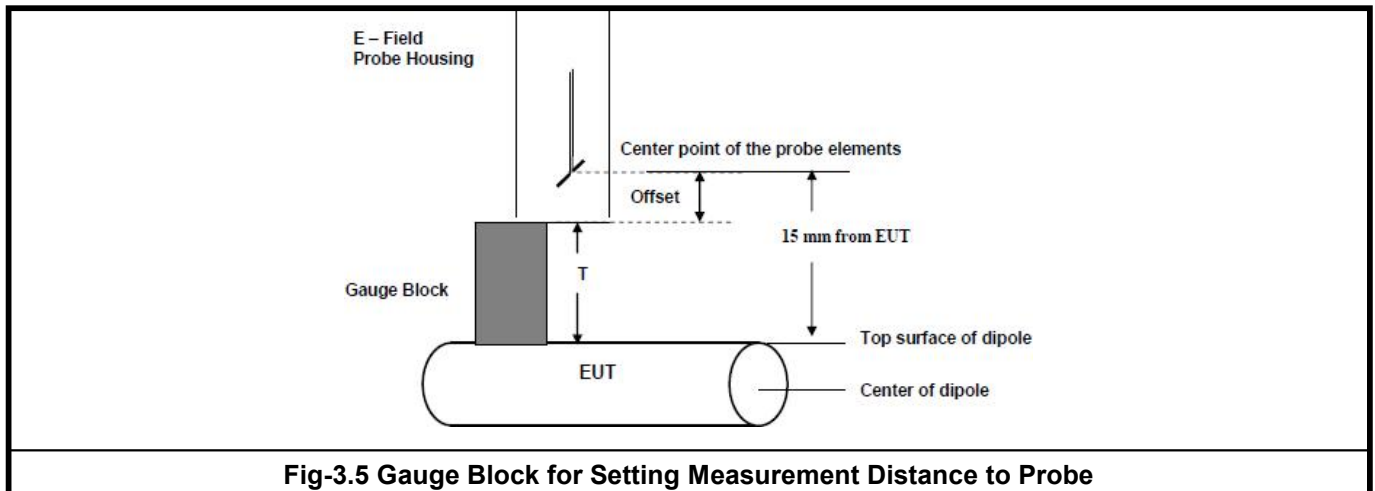 E – Field
Probe Housing
Center point of the probe elements
Offset
15 mm from EUT
T
Gauge Block
Top surface of dipole
EUT
Center of dipole
Fig-3.5 Gauge Block for Setting Measurement Distance to Probe